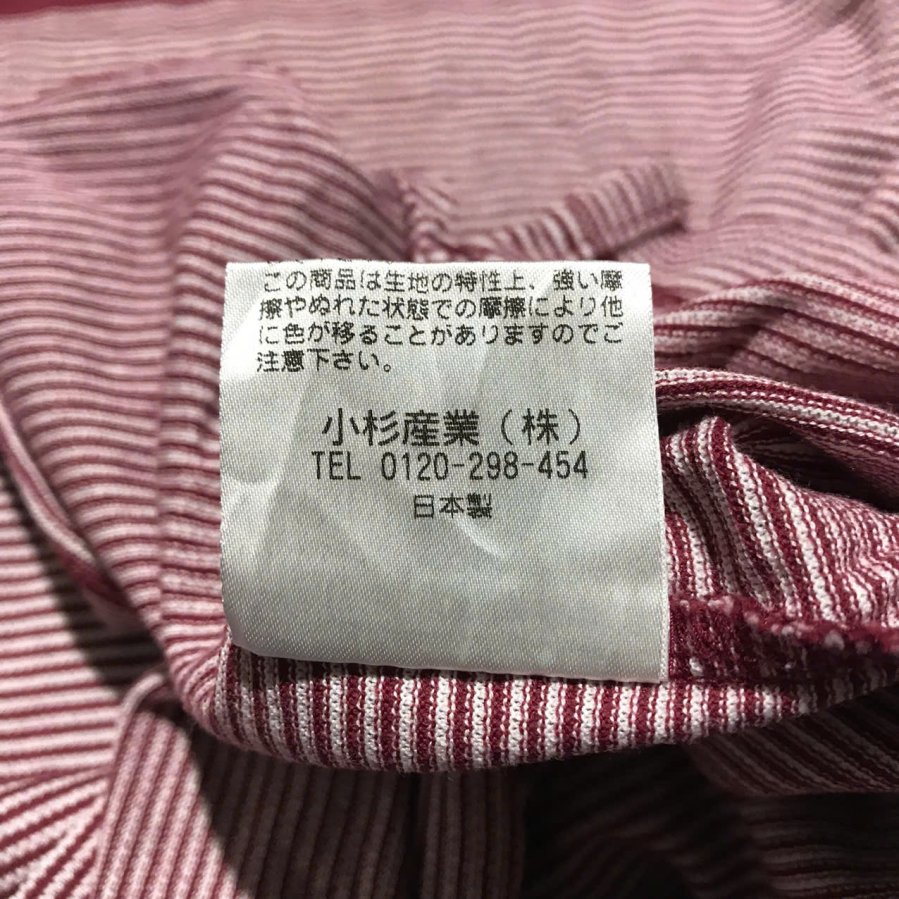 この商品は生地の特性上、強い摩
擦やぬれた状態での摩擦により他
に色が移ることがありますのでご
注意下さい。
小杉産業（株）
TEL 0120-298-454
日本製